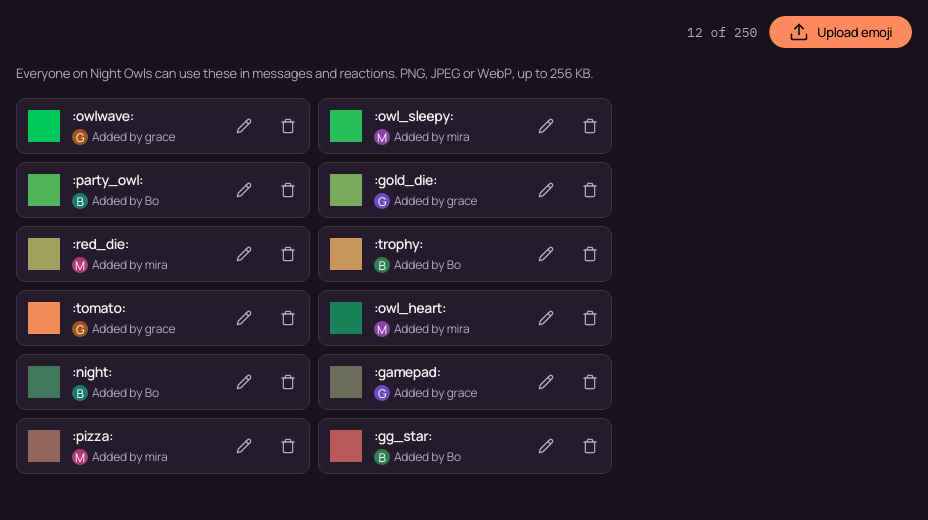 12 of 250
Upload emoji
Everyone on Night Owls can use these in messages and reactions. PNG, JPEG or WebP, up to 256 KB.
:owlwave:
G Added by grace
:owl_sleepy:
M Added by mira
:party_owl:
B Added by Bo
:gold_die:
G Added by grace
:red_die:
M Added by mira
:trophy:
B Added by Bo
:tomato:
G Added by grace
:owl_heart:
M Added by mira
:night:
B Added by Bo
:gamepad:
G Added by grace
:pizza:
M Added by mira
:gg_star:
B Added by Bo